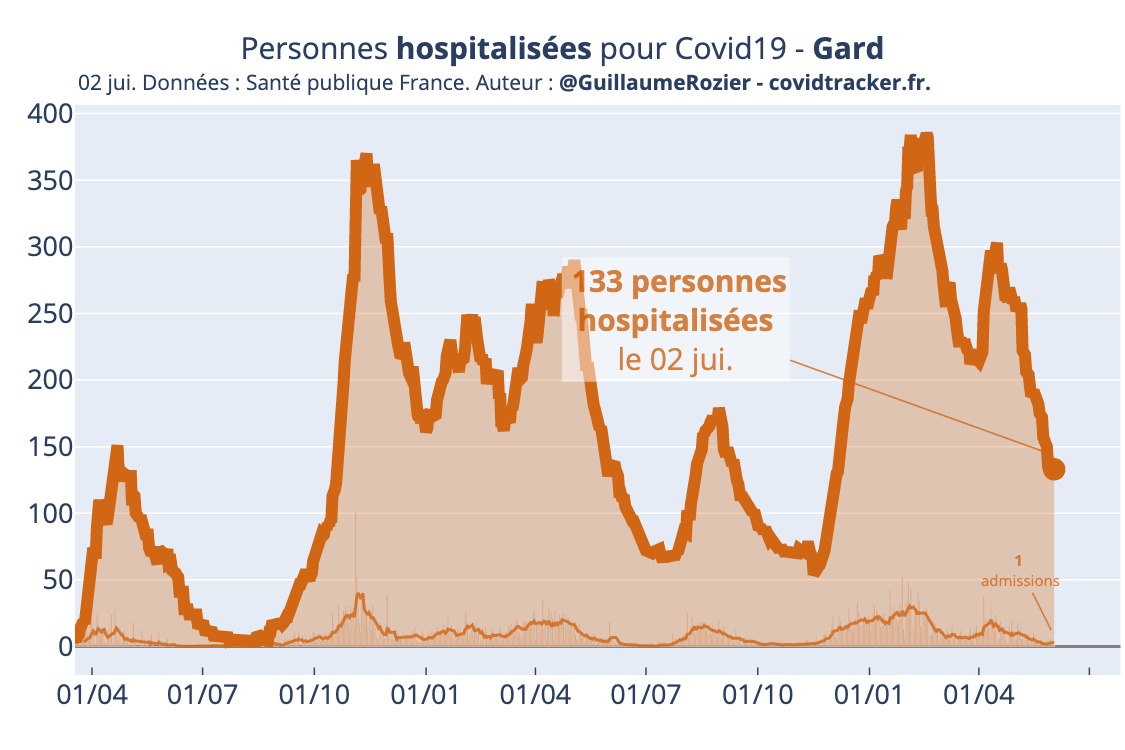 Personnes hospitalisées pour Covid19 - Gard
02 jui. Données : Santé publique France. Auteur : @GuillaumeRozier - covidtracker.fr.
400
350
300
250
200
150
100
50
0
133 personnes
hospitalisées
le 02 jui.
1
admissions
01/04 01/07 01/10 01/01 01/04 01/07 01/10 01/01 01/04